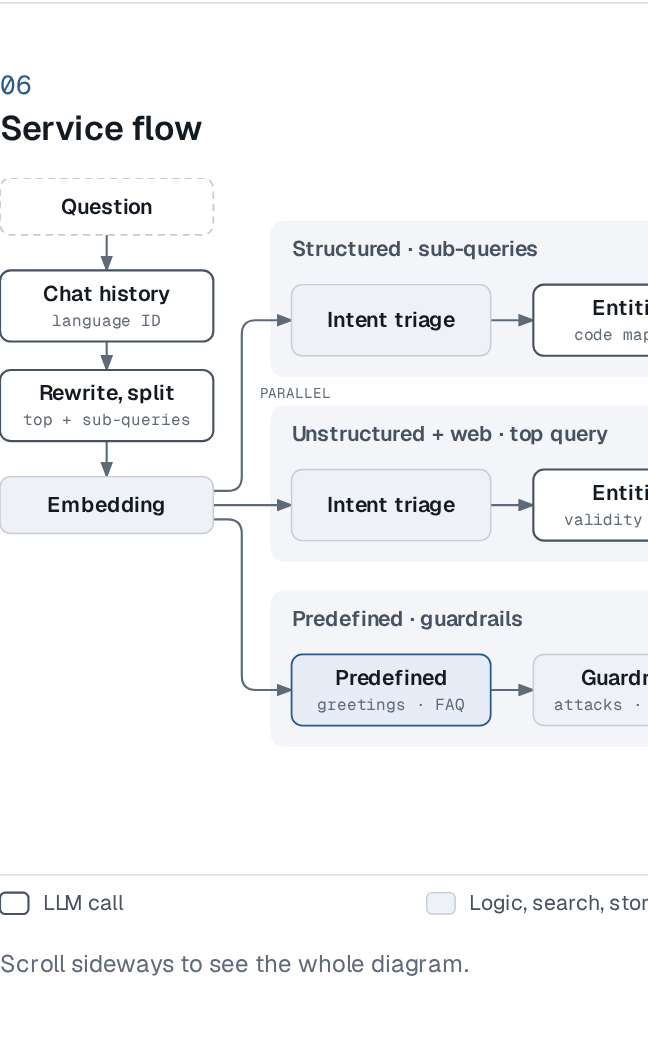 06
Service flow
Question
Chat history
language ID
Rewrite, split
top + sub-queries
Embedding
Structured · sub-queries
Intent triage
code
PARALLEL
Unstructured + web · top query
Intent triage
validity
Predefined · guardrails
Predefined
greetings · FAQ
attacks ·
LLM call
Logic, search,
Scroll sideways to see the whole diagram.